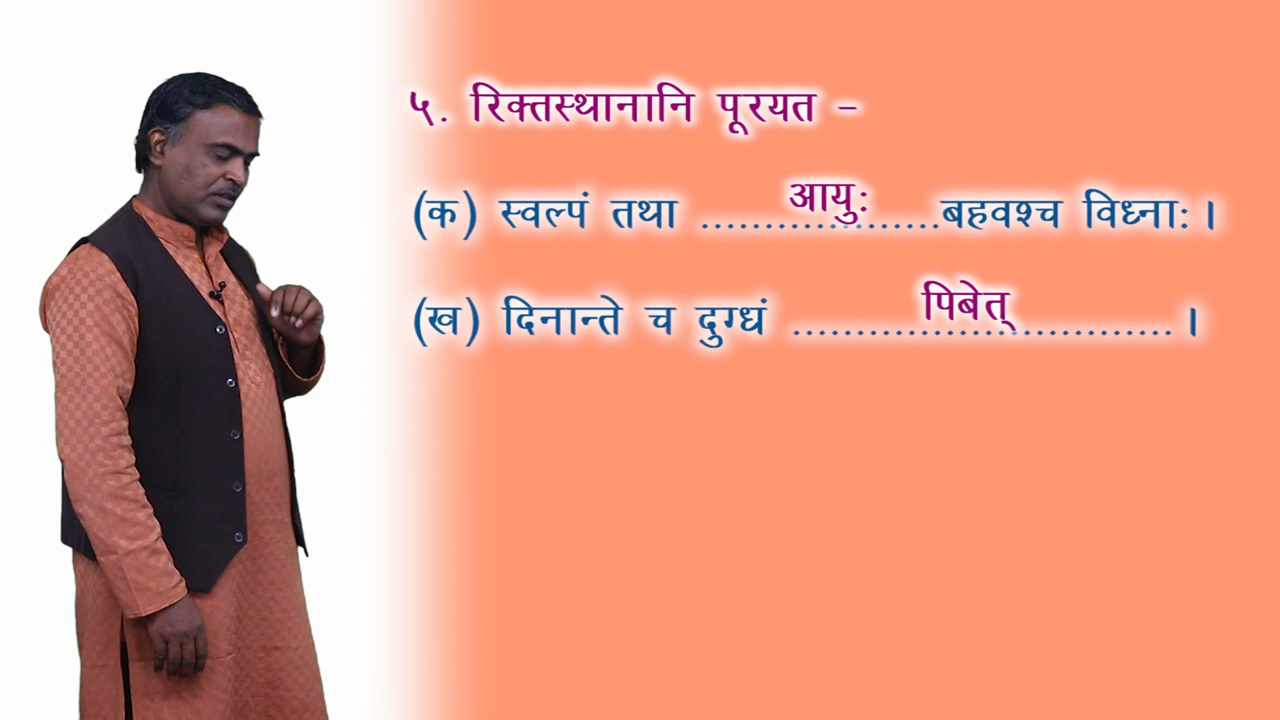 ५. रिक्तस्थानानि पूरयत –
(क) स्वल्पं तथा ......आयुः......बहवश्च विध्नाः।
(ख) दिनान्ते च दुग्धं ......पिबेत्......।